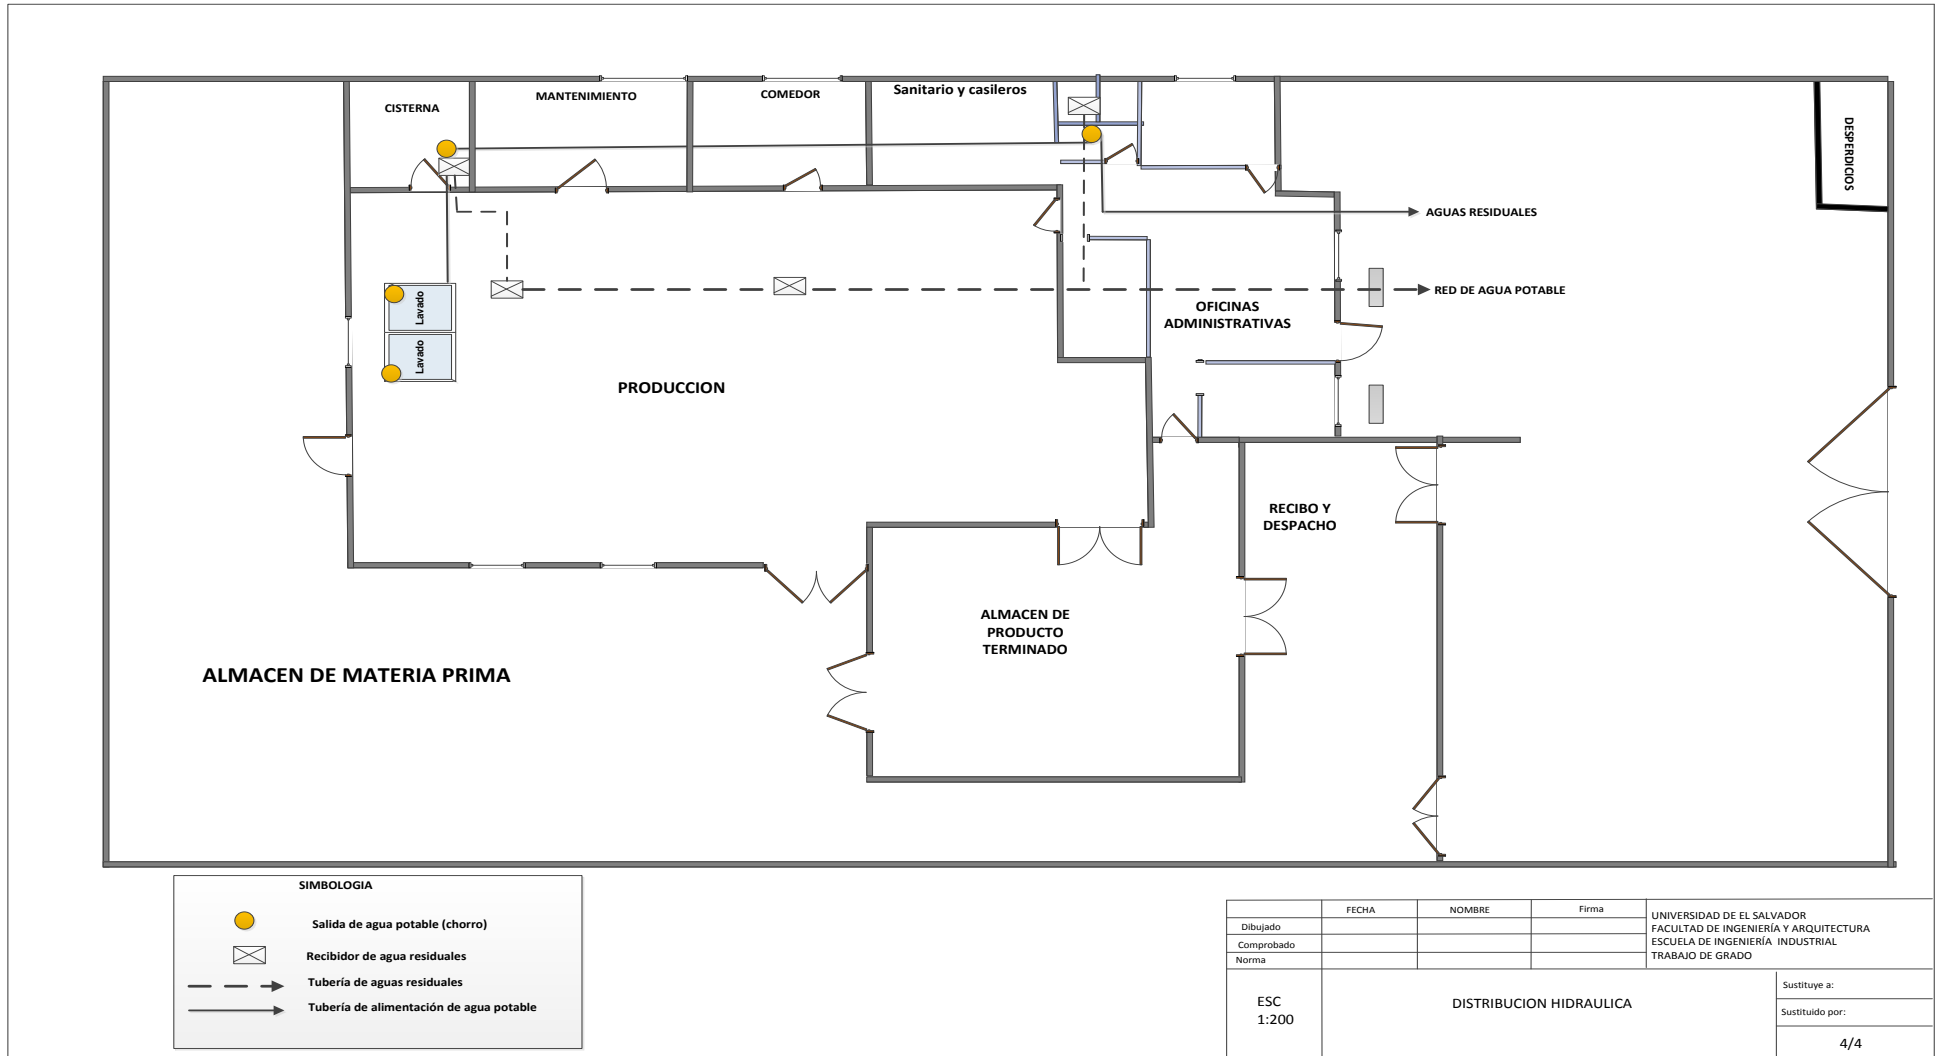 CISTERNA
MANTENIMIENTO
COMEDOR
Sanitario y casileros
DESPERDICIOS
AGUAS RESIDUALES
RED DE AGUA POTABLE
OFICINAS
ADMINISTRATIVAS
Lavado
Lavado
PRODUCCION
RECIBO Y
DESPACHO
ALMACEN DE
PRODUCTO
TERMINADO
ALMACEN DE MATERIA PRIMA
SIMBOLOGIA
Salida de agua potable (chorro)
Recibidor de agua residuales
Tubería de aguas residuales
Tubería de alimentación de agua potable
FECHA NOMBRE Firma
Dibujado
Comprobado
Norma
UNIVERSIDAD DE EL SALVADOR
FACULTAD DE INGENIERÍA Y ARQUITECTURA
ESCUELA DE INGENIERÍA INDUSTRIAL
TRABAJO DE GRADO
ESC
1:200
DISTRIBUCION HIDRAULICA
Sustituye a:
Sustituido por:
4/4